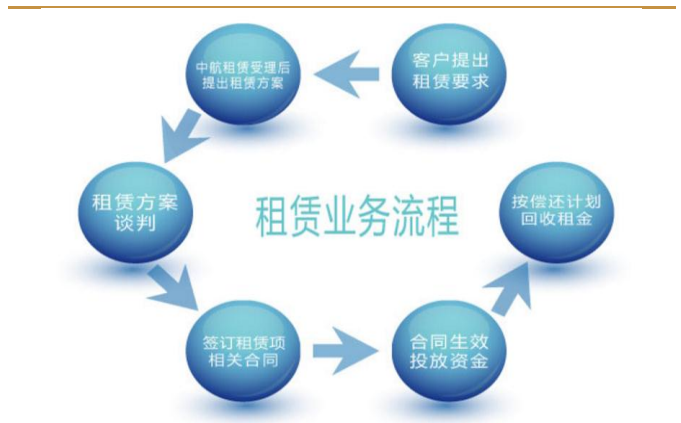 客户提出
租赁要求
中航租赁受理后
提出租赁方案
租赁方案
谈判
签订租赁项
相关合同
合同生效
投放资金
按偿还计划
回收租金
租赁业务流程